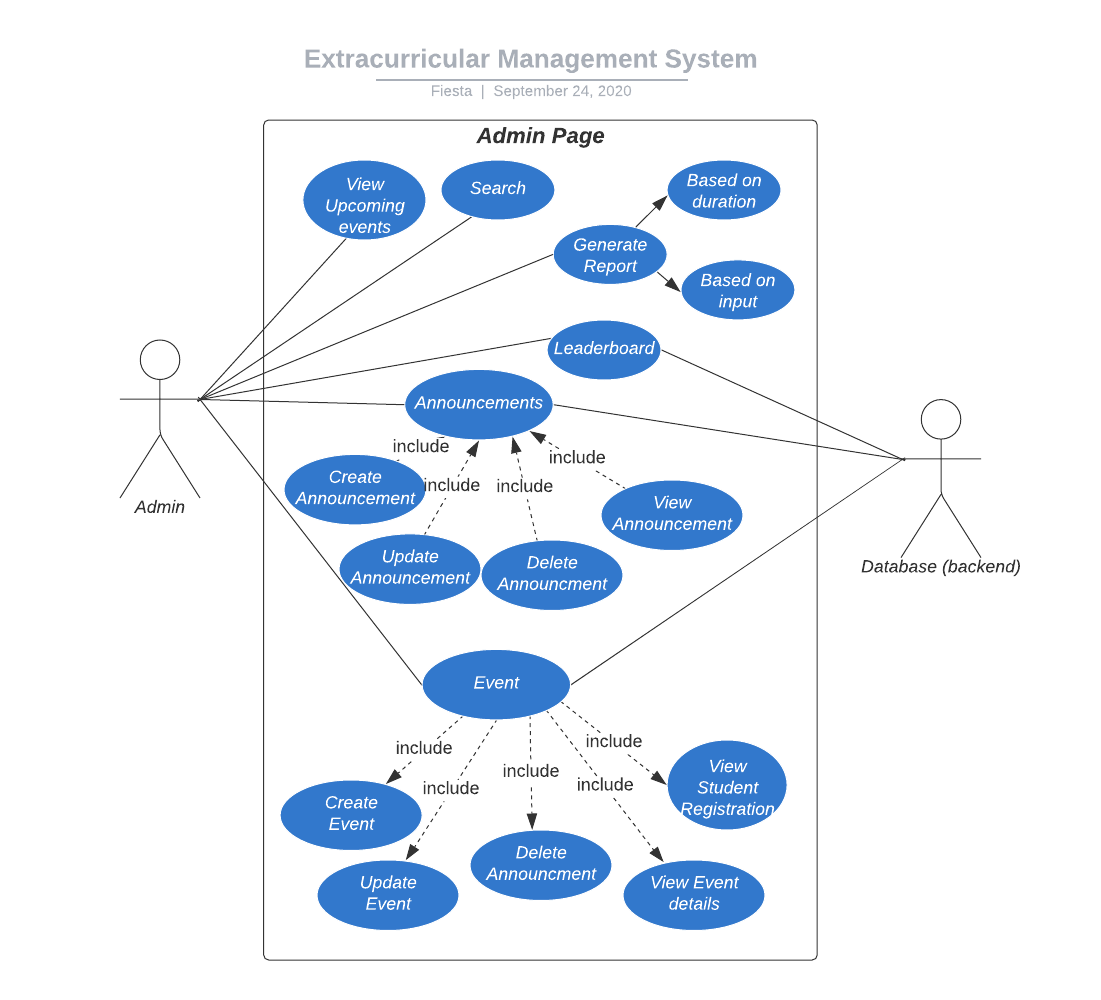 Extracurricular Management System
Fiesta | September 24, 2020
Admin Page
View
Upcoming
events
Search
Based on
duration
Generate
Report
Based on
input
Leaderboard
Announcements
include
include
include
include
Create
Announcement
View
Announcement
Update
Announcement
Delete
Announcment
Admin
Database (backend)
Event
include
include
include
include
include
View
Student
Registration
Create
Event
Delete
Announcment
Update
Event
View Event
details